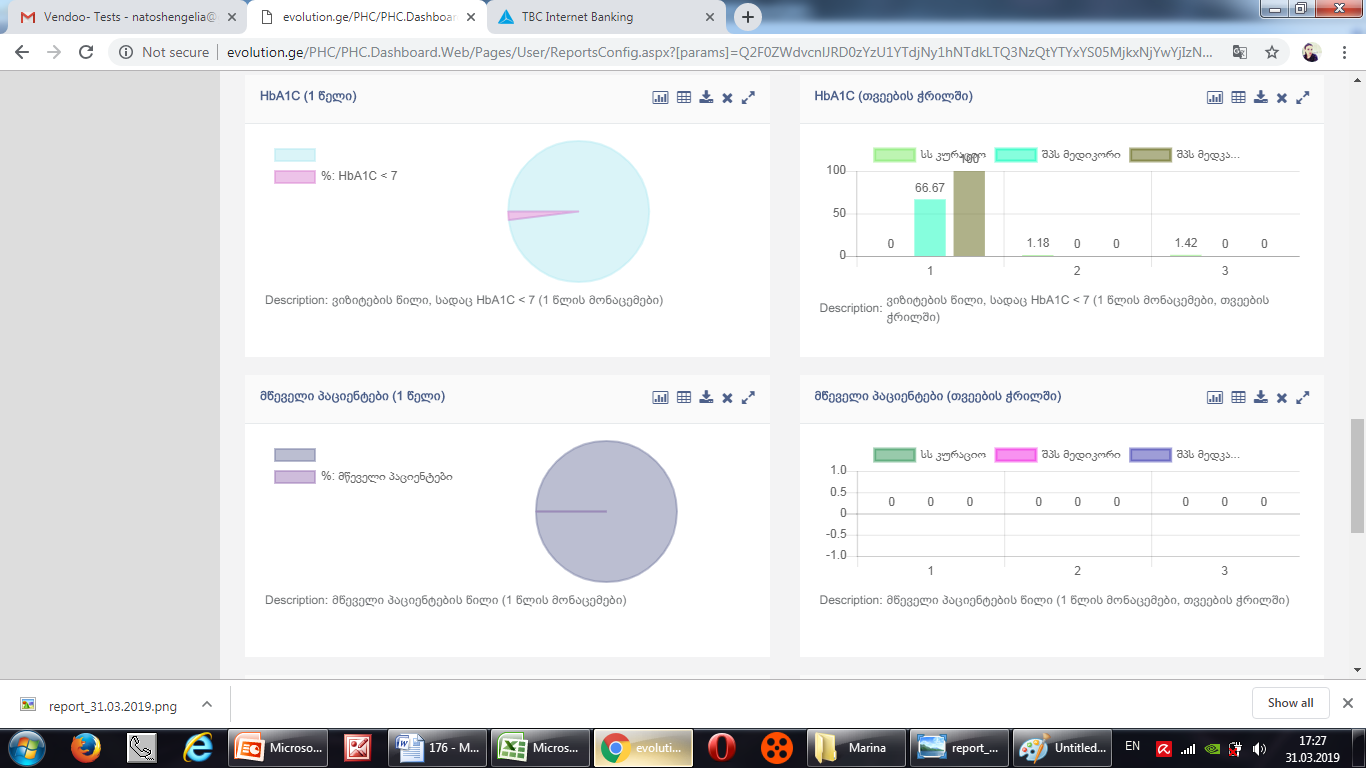 Vendoo- Tests - natoshengelia@
evolution.ge/PHC/PHC.Dashboar
TBC Internet Banking
Not secure
evolution.ge/PHC/PHC.Dashboard.Web/Pages/User/ReportsConfig.aspx?[params]=Q2F0ZWdvcnlJRD0zYzU1YTdjNy1hNTdkLTQ3NzQtYTYxYS05MjkxNjYwYjIzN...
HbA1C (1 წელი)
%: HbA1C < 7
Description: ვიზიტების წილი, სადაც HbA1C < 7 (1 წლის მონაცემები)
HbA1C (თვეების ჭრილში)
სს კურაციო შპს მედიკორი შპს მედკა...
100
100
66.67
50
0 1.18 0 0 1.42 0 0
0
1 2 3
Description: ვიზიტების წილი, სადაც HbA1C < 7 (1 წლის მონაცემები, თვეების
ჭრილში)
მწეველი პაციენტები (1 წელი)
%: მწეველი პაციენტები
Description: მწეველი პაციენტების წილი (1 წლის მონაცემები)
მწეველი პაციენტები (თვეების ჭრილში)
სს კურაციო შპს მედიკორი შპს მედკა...
1.0
0.5
0 0 0 0 0 0 0 0 0
0
-0.5
-1.0
1 2 3
Description: მწეველი პაციენტების წილი (1 წლის მონაცემები, თვეების ჭრილში)
report_31.03.2019.png
Show all
Microso...
176 - M...
Micros...
evoluti...
Marina
report_...
Untitled...
EN
17:27
31.03.2019